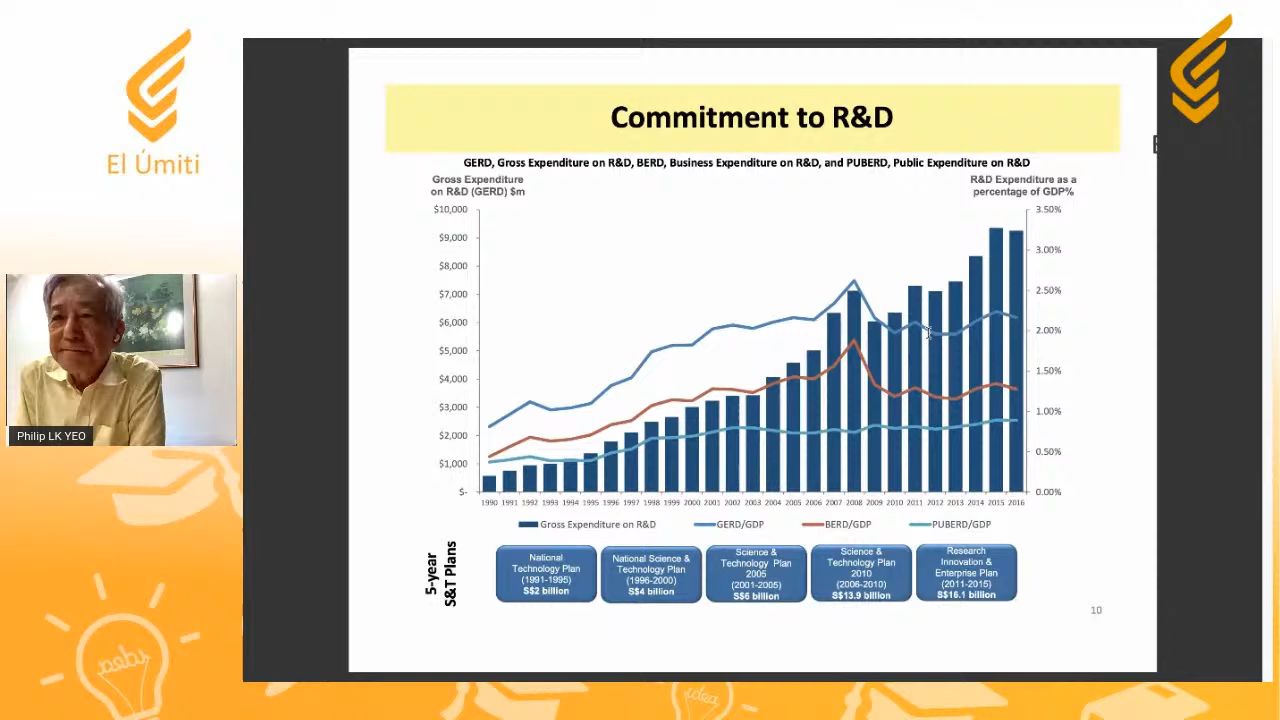 El Úmiti
Philip LK YEO
Commitment to R&D
GERD, Gross Expenditure on R&D, BERD, Business Expenditure on R&D, and PUBERD, Public Expenditure on R&D
Gross Expenditure
on R&D (GERD) $m
R&D Expenditure as a
percentage of GDP%
$10,000
$9,000
$8,000
$7,000
$6,000
$5,000
$4,000
$3,000
$2,000
$1,000
$-
3.50%
3.00%
2.50%
2.00%
1.50%
1.00%
0.50%
0.00%
1990 1991 1992 1993 1994 1995 1996 1997 1998 1999 2000 2001 2002 2003 2004 2005 2006 2007 2008 2009 2010 2011 2012 2013 2014 2015 2016
Gross Expenditure on R&D GERD/GDP BERD/GDP PUBERD/GDP
5-year
S&T Plans
National
Technology Plan
(1991-1995)
S$2 billion
National Science &
Technology Plan
(1996-2000)
S$4 billion
Science &
Technology Plan
2005
(2001-2005)
S$6 billion
Science &
Technology Plan
2010
(2006-2010)
S$13.9 billion
Research
Innovation &
Enterprise Plan
(2011-2015)
S$16.1 billion
10
idea
idea